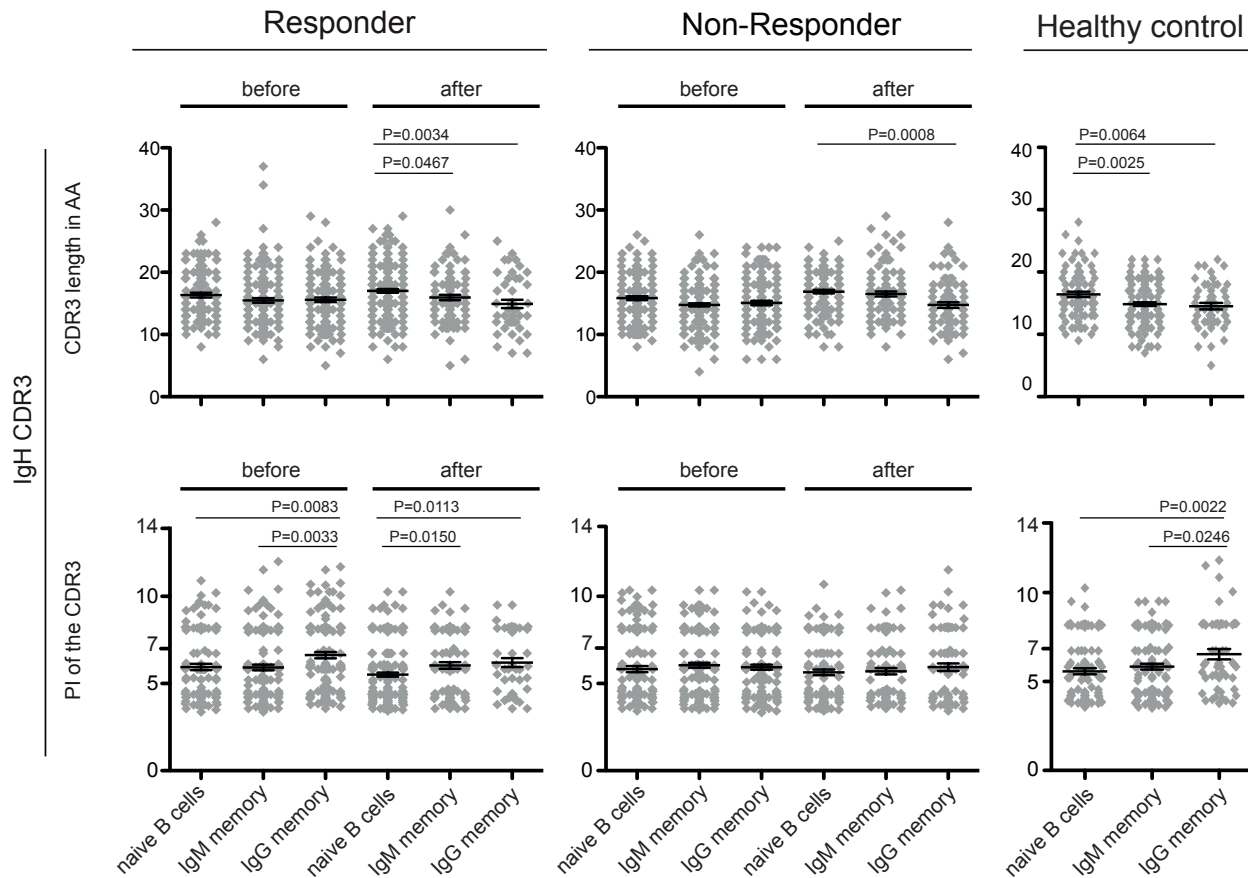 Responder
Non-Responder
Healthy control
before
after
before
after
IgH CDR3
CDR3 length in AA
40
30
20
10
0
P=0.0034
P=0.0467
40
30
20
10
0
P=0.0008
40
30
20
10
0
P=0.0064
P=0.0025
before
after
before
after
PI of the CDR3
14
10
7
5
0
P=0.0083
P=0.0033
P=0.0113
P=0.0150
14
10
7
5
0
14
10
7
5
0
P=0.0022
P=0.0246
naive B cells
IgM memory
IgG memory
naive B cells
IgM memory
IgG memory
naive B cells
IgM memory
IgG memory
naive B cells
IgM memory
IgG memory
naive B cells
IgM memory
IgG memory